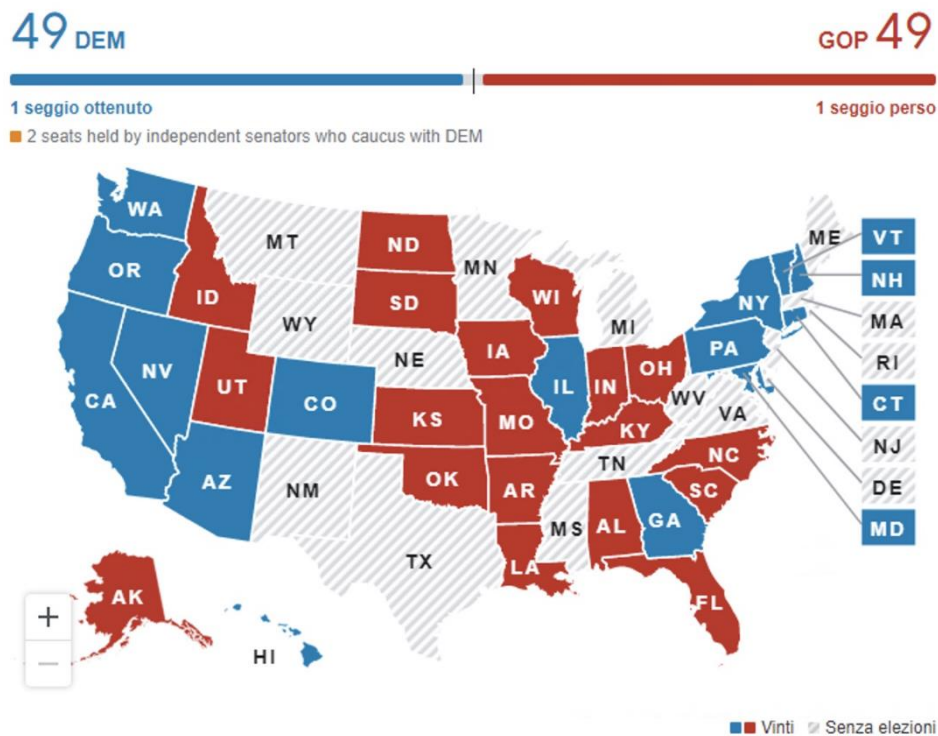 49 DEM
GOP 49
1 seggio ottenuto
1 seggio perso
2 seats held by independent senators who caucus with DEM
WA
MT
ND
MN
ME
VT
OR
ID
SD
WI
NH
WY
MI
NY
MA
NE
IA
PA
RI
NV
UT
CO
IL
IN
OH
CA
KS
MO
KY
WV
VA
CT
AZ
NM
OK
AR
TN
NC
NJ
SC
DE
MS
AL
GA
MD
TX
LA
FL
AK
HI
+
−
Vinti
Senza elezioni